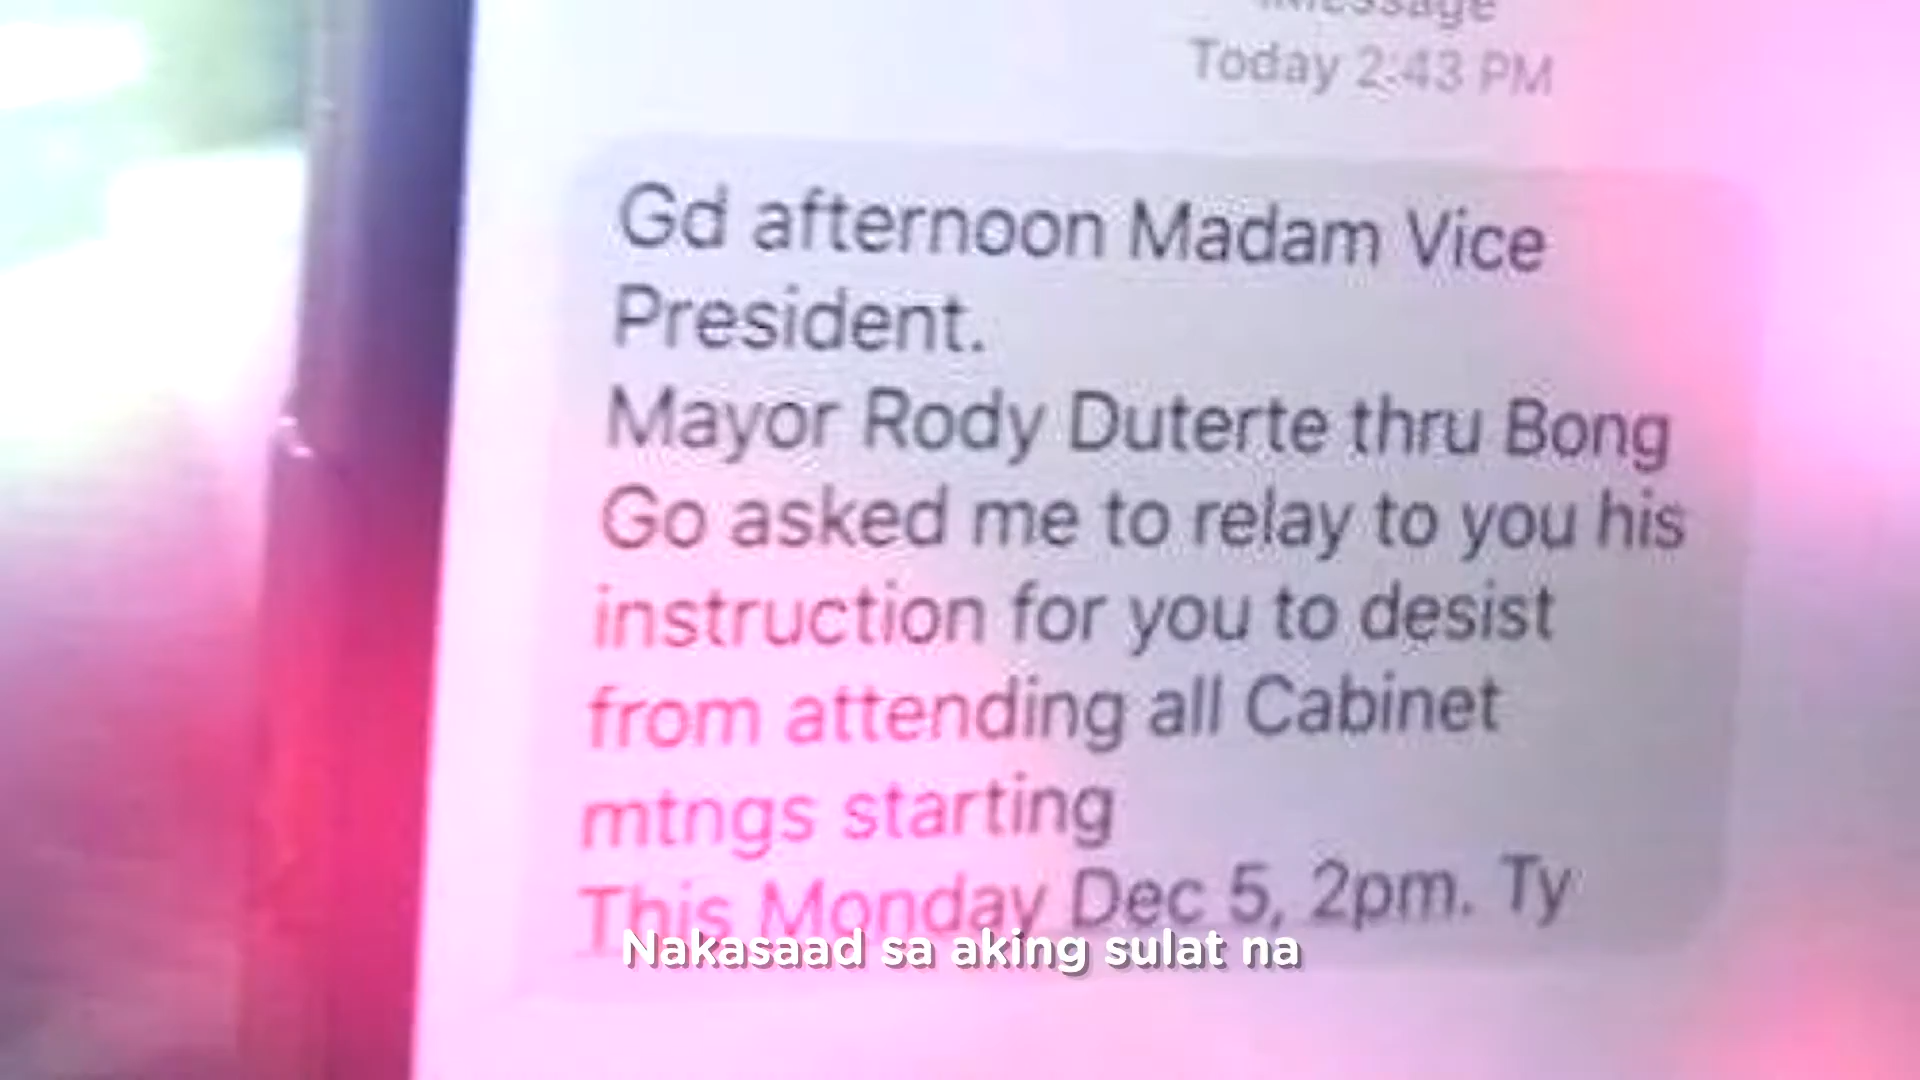 iMessage
Today 2:43 PM
Gd afternoon Madam Vice
President.
Mayor Rody Duterte thru Bong
Go asked me to relay to you his
instruction for you to desist
from attending all Cabinet
mtngs starting
This Monday Dec 5, 2pm. Ty
Nakasaad sa aking sulat na